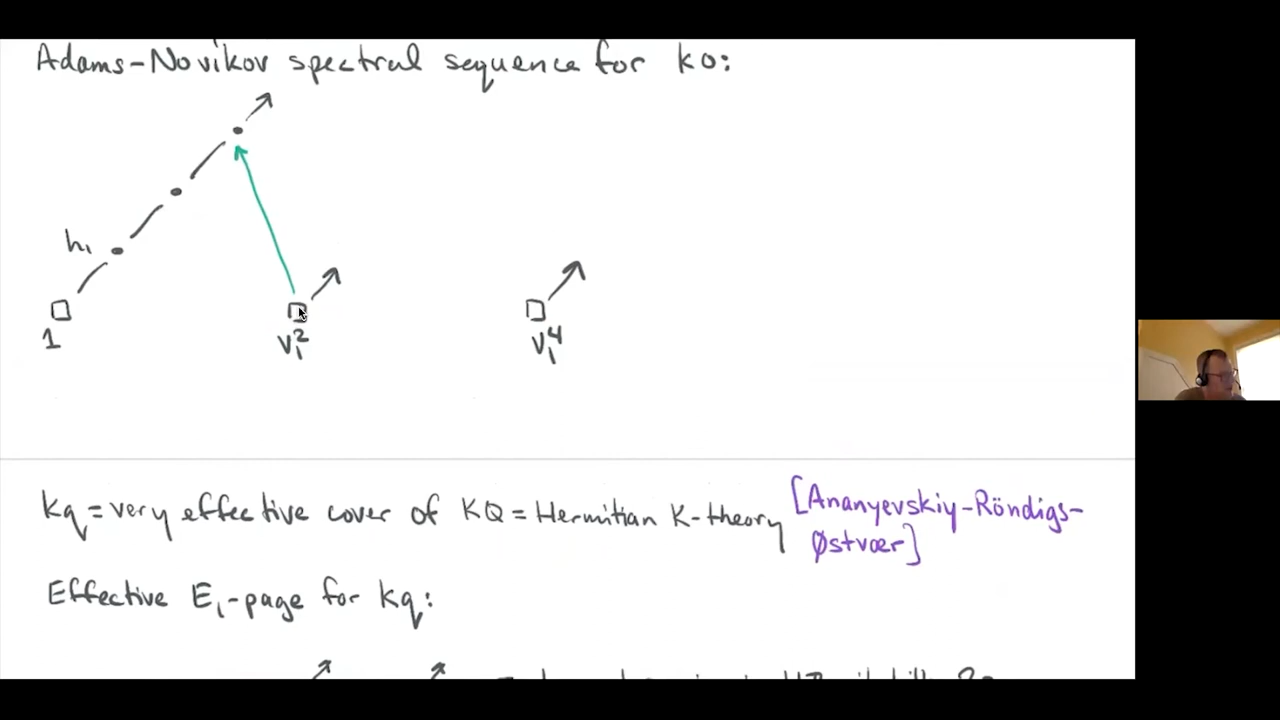 Adams-Novikov spectral sequence for ko:
h₁
1
v₁²
v₁⁴
kq = very effective cover of KQ = Hermitian K-theory [Ananyevskiy-Röndigs-
Østvær]
Effective E₁-page for kq: